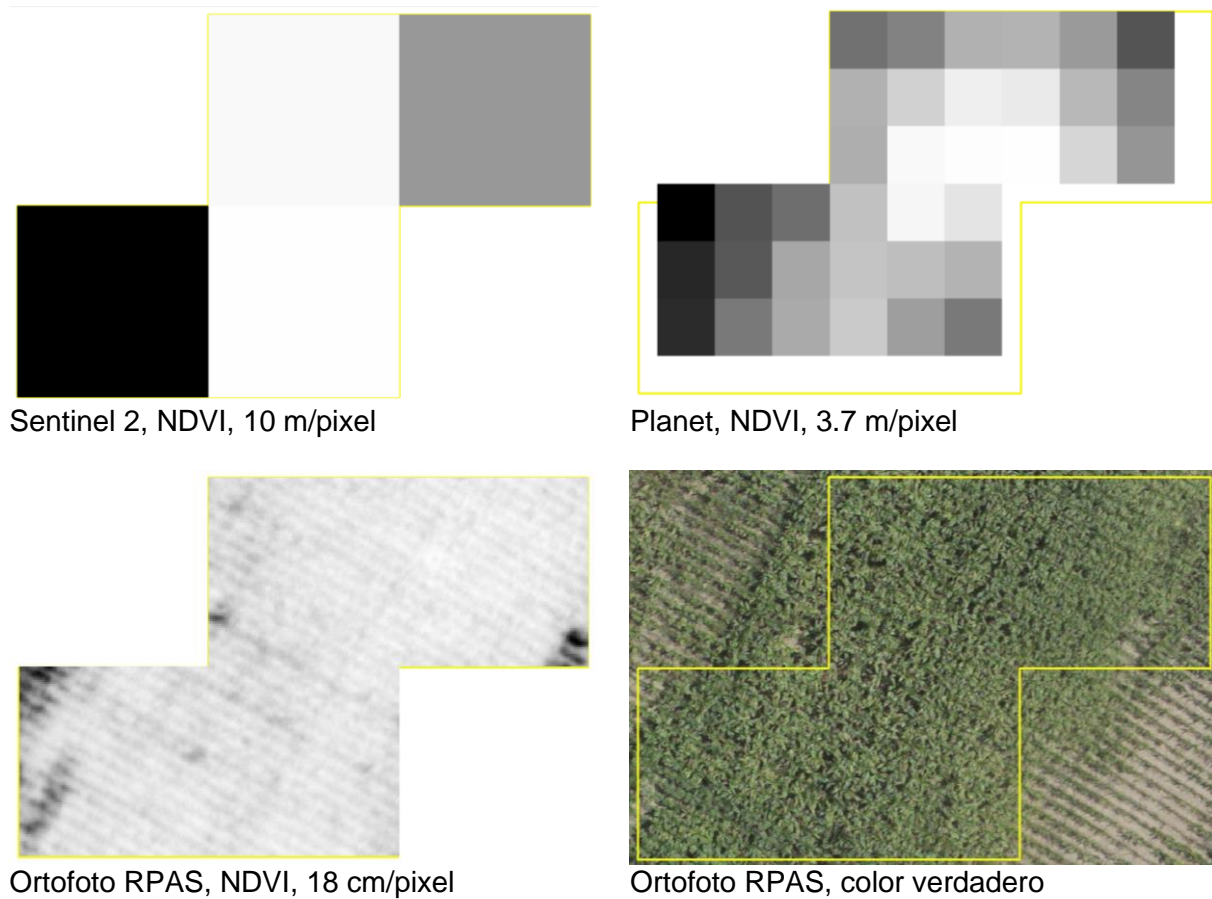 Sentinel 2, NDVI, 10 m/pixel
Planet, NDVI, 3.7 m/pixel
Ortofoto RPAS, NDVI, 18 cm/pixel
Ortofoto RPAS, color verdadero